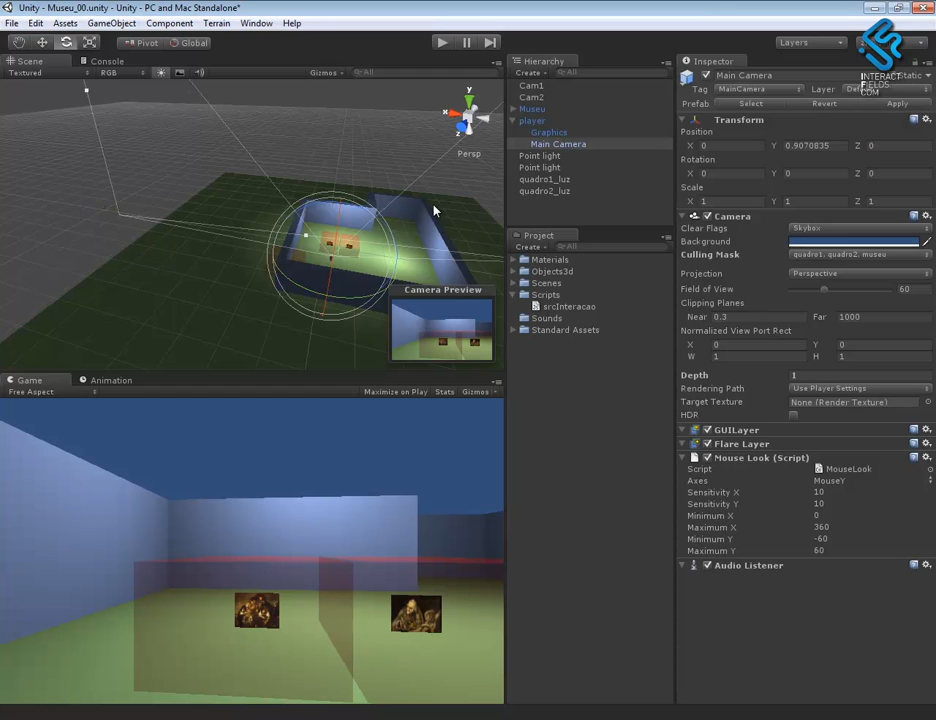 Unity - Museu_00.unity - PC and Mac Standalone*
File Edit Assets GameObject Component Terrain Window Help
Pivot Global Layers
INTERACT
FIELDS
.COM
Scene Console
Textured RGB Gizmos All
y
x
z
Persp
Camera Preview
Game Animation
Free Aspect Maximize on Play Stats Gizmos
Hierarchy
Create All
Cam1
Cam2
Museu
player
Graphics
Main Camera
Point light
Point light
quadro1_luz
quadro2_luz
Project
Create All
Materials
Objects3d
Scenes
Scripts
srcInteracao
Sounds
Standard Assets
Inspector
Main Camera Static
Tag MainCamera Layer
Prefab Select Revert Apply
Transform
Position
X 0 Y 0.9070835 Z 0
Rotation
X 0 Y 0 Z 0
Scale
X 1 Y 1 Z 1
Camera
Clear Flags Skybox
Background
Culling Mask quadro1, quadro2, museu
Projection Perspective
Field of View 60
Clipping Planes
Near 0.3 Far 1000
Normalized View Port Rect
X 0 Y 0
W 1 H 1
Depth 1
Rendering Path Use Player Settings
Target Texture None (Render Texture)
HDR
GUILayer
Flare Layer
Mouse Look (Script)
Script MouseLook
Axes MouseY
Sensitivity X 10
Sensitivity Y 10
Minimum X 0
Maximum X 360
Minimum Y -60
Maximum Y 60
Audio Listener